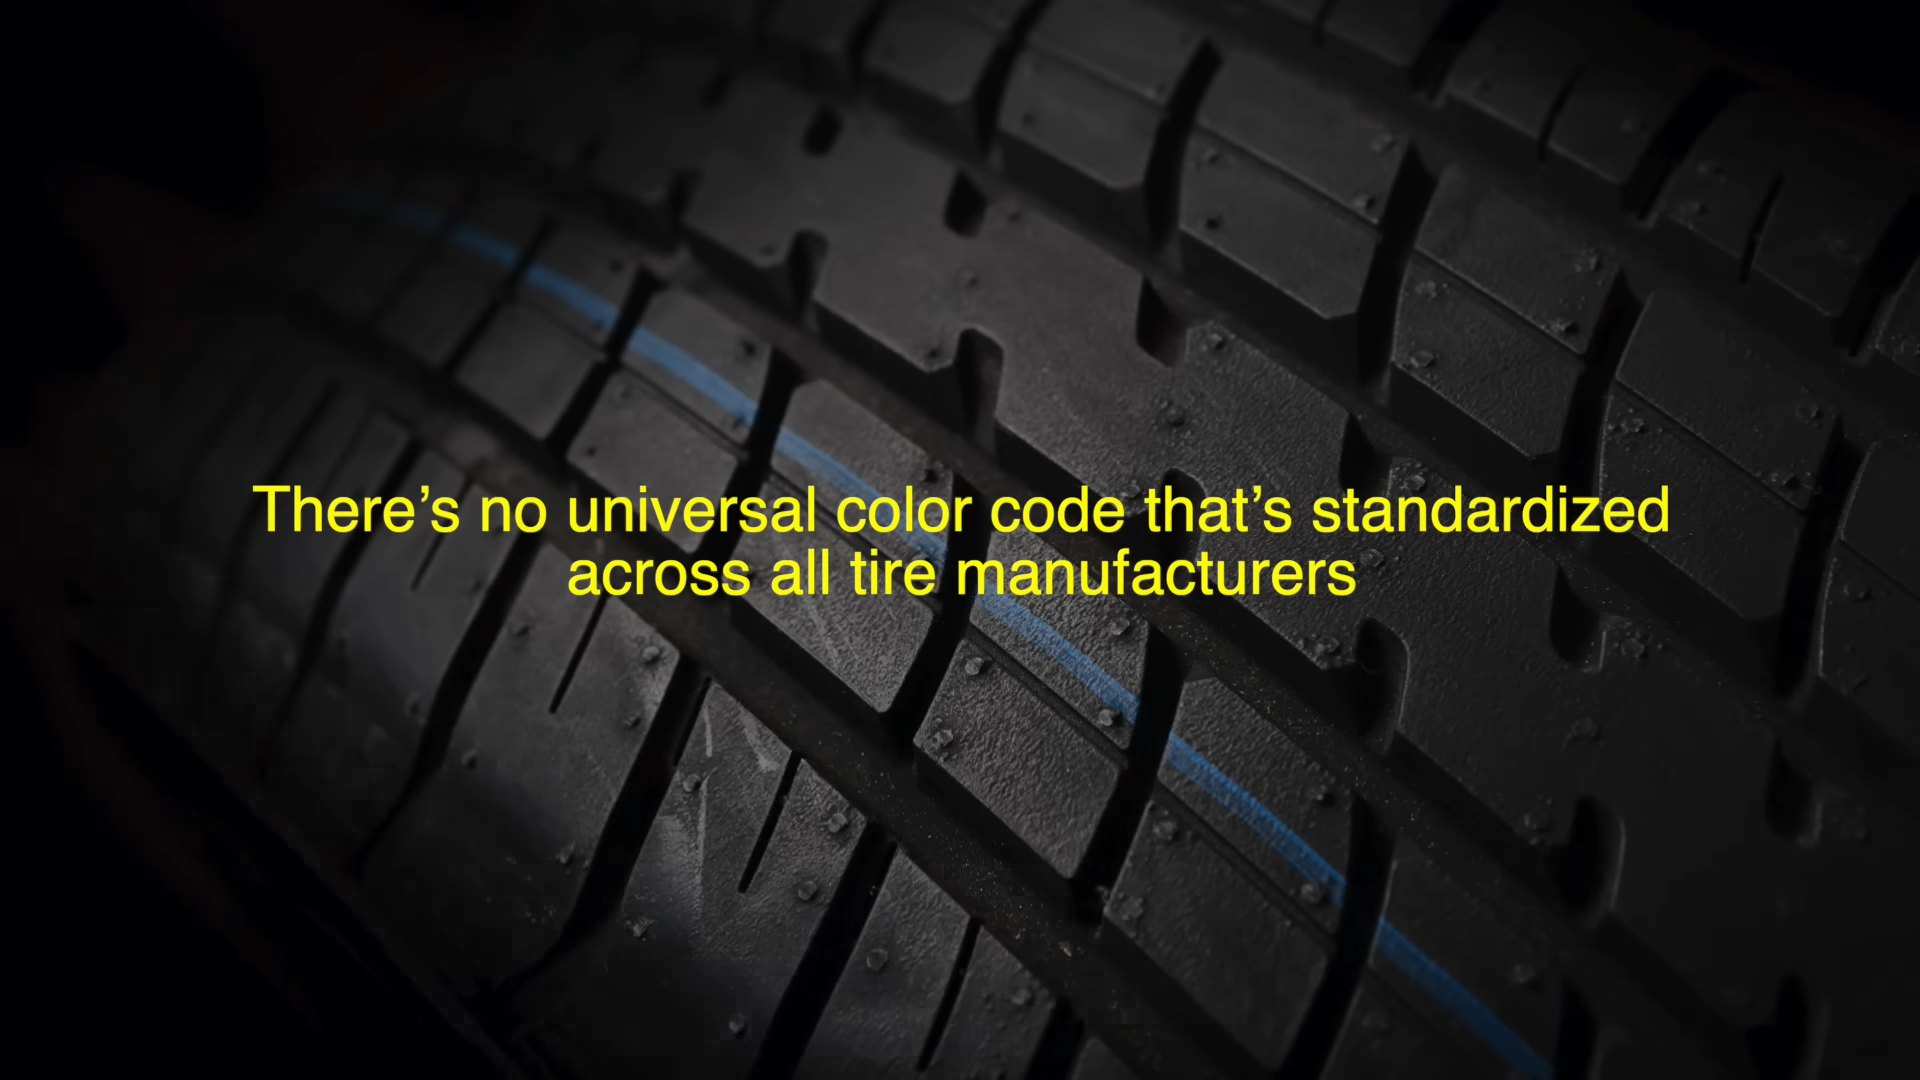 There’s no universal color code that’s standardized
across all tire manufacturers